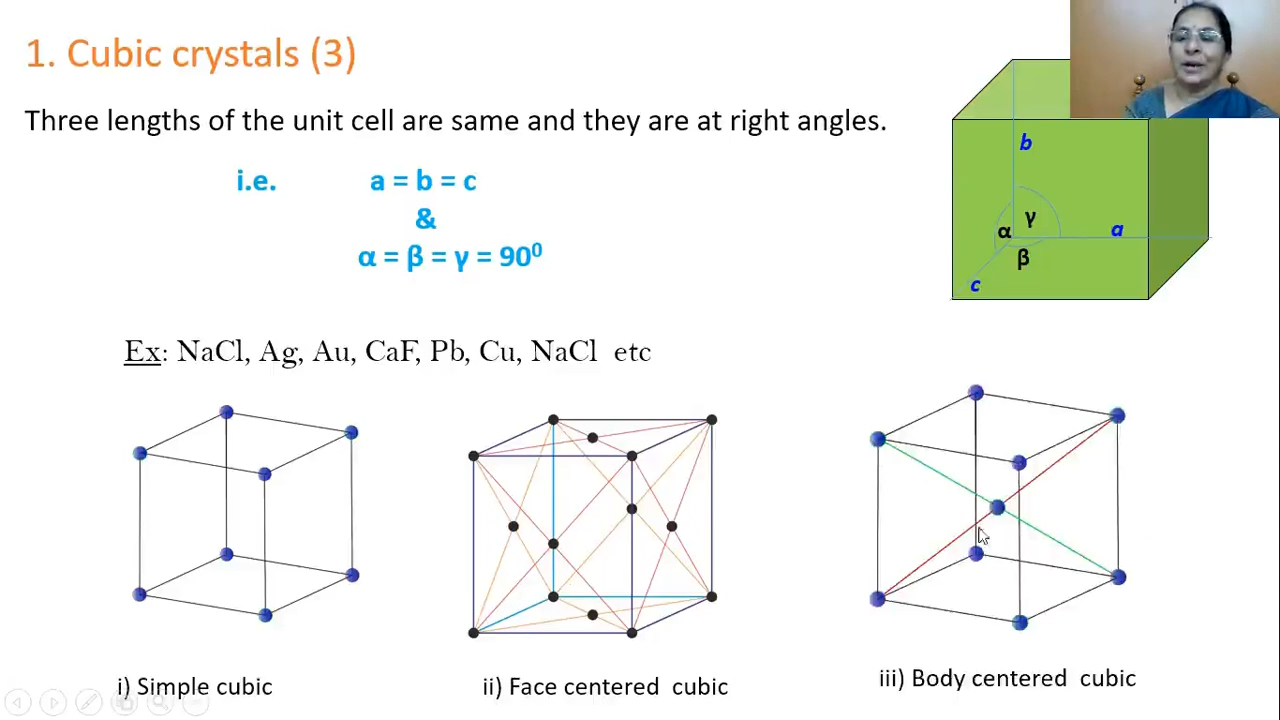 1. Cubic crystals (3)
Three lengths of the unit cell are same and they are at right angles.
i.e. a = b = c
&
α = β = γ = 90⁰
b
γ
α
a
β
c
Ex: NaCl, Ag, Au, CaF, Pb, Cu, NaCl etc
i) Simple cubic
ii) Face centered cubic
iii) Body centered cubic